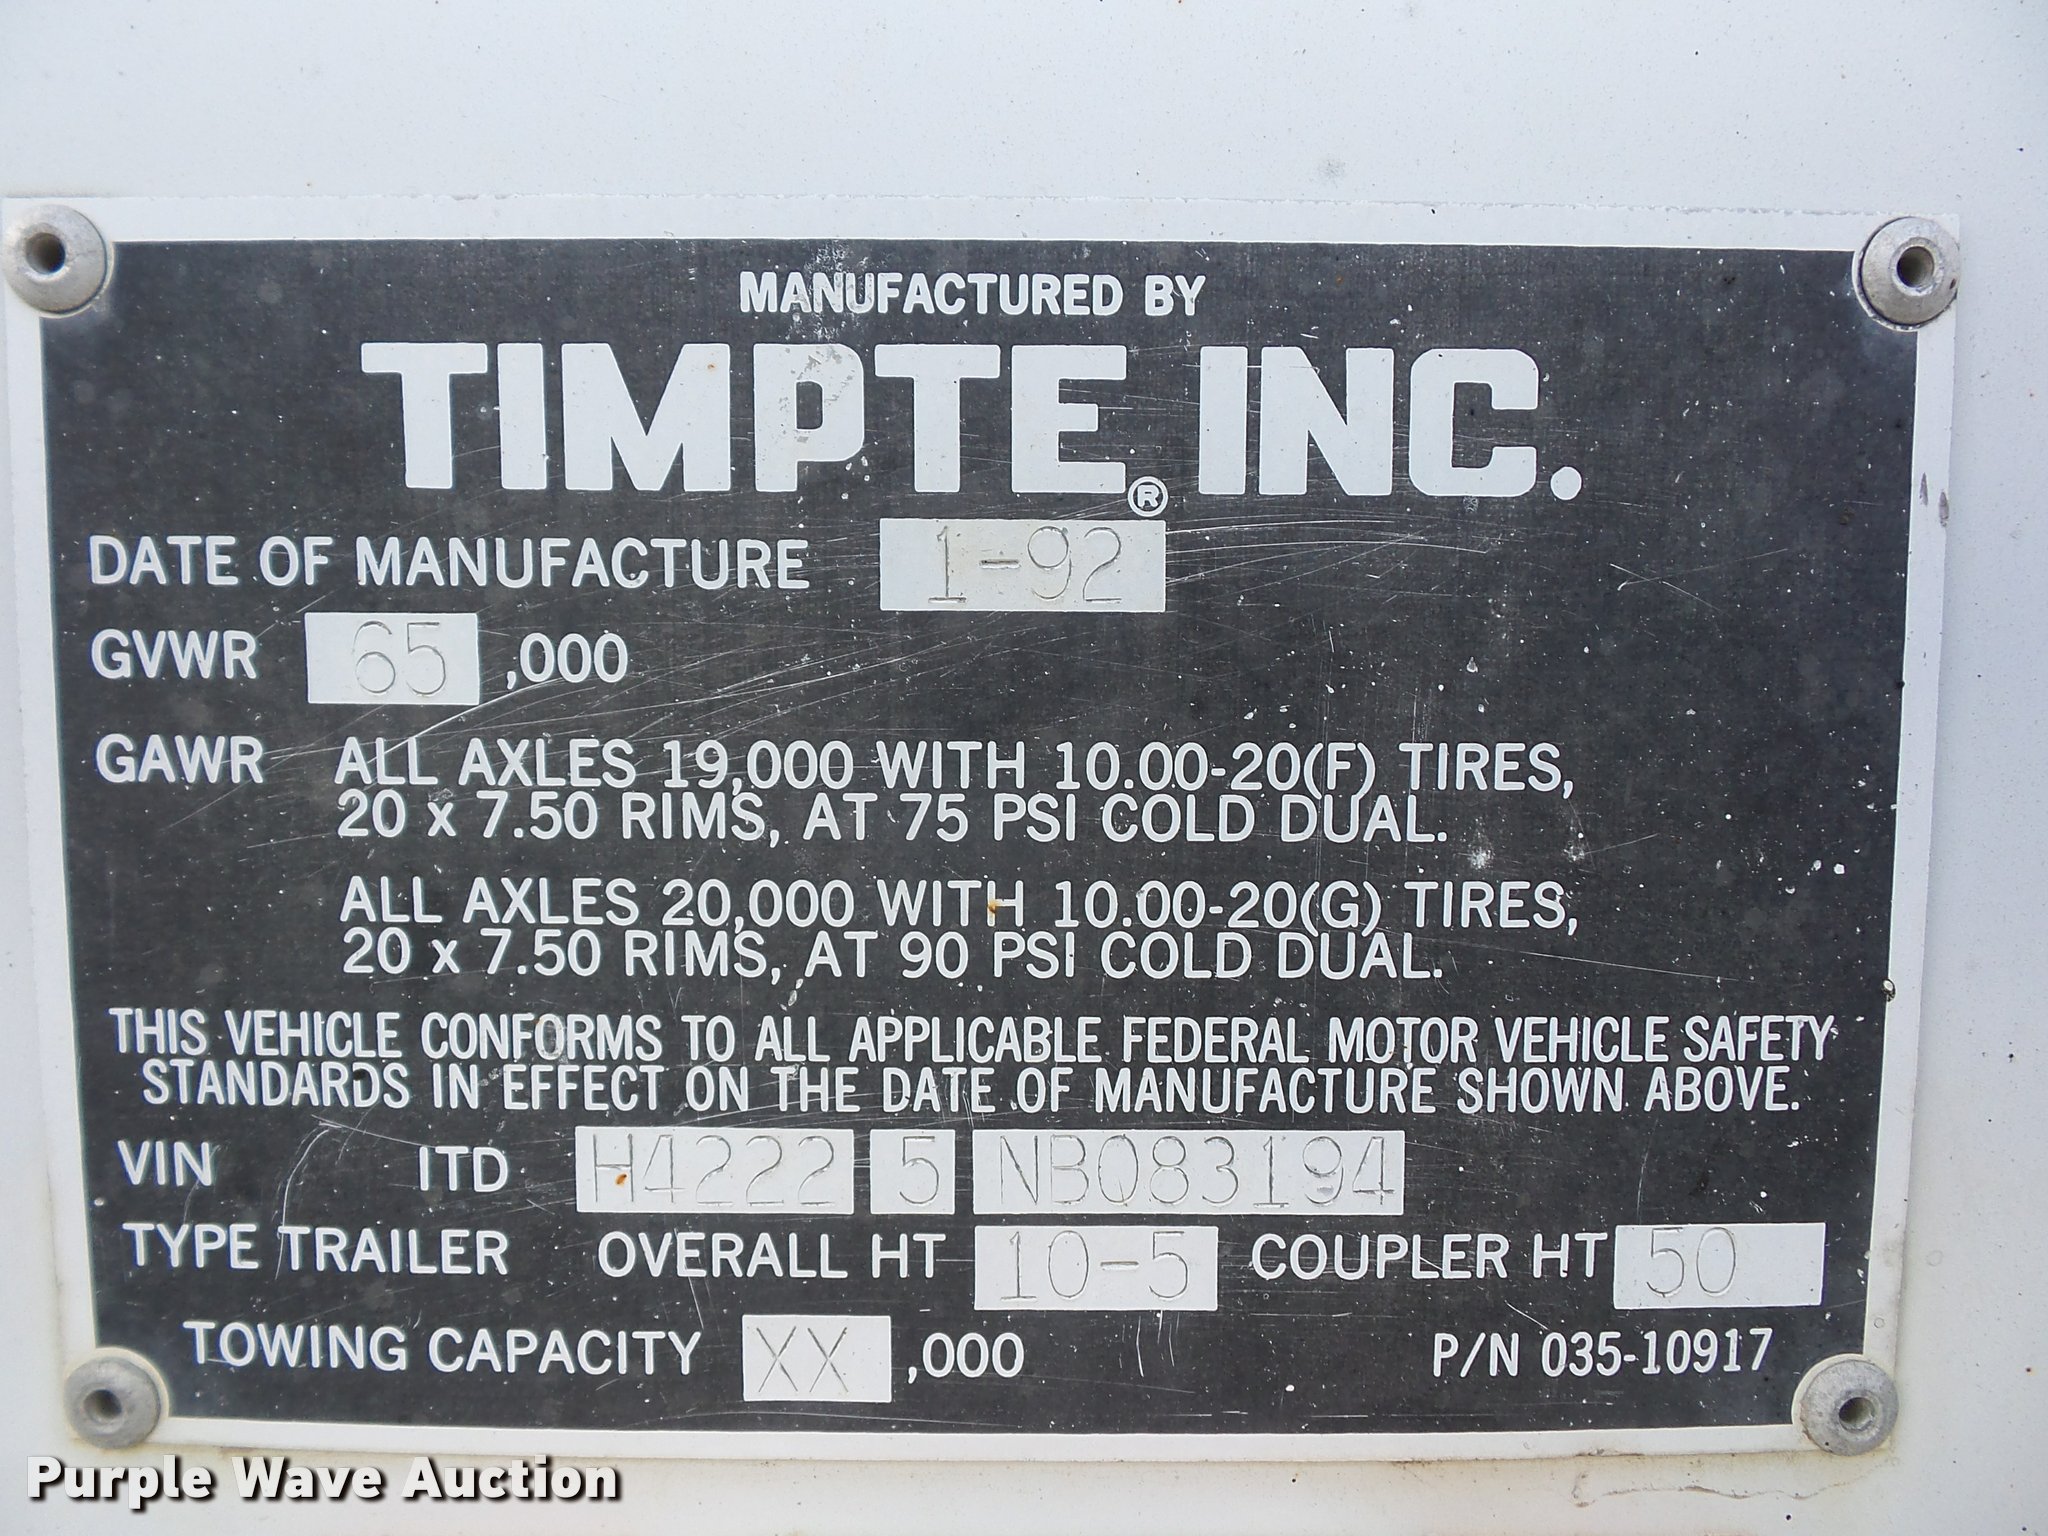 MANUFACTURED BY
TIMPTE® INC.
DATE OF MANUFACTURE 1-92
GVWR 65 ,000
GAWR ALL AXLES 19,000 WITH 10.00-20(F) TIRES,
20 x 7.50 RIMS, AT 75 PSI COLD DUAL.
ALL AXLES 20,000 WITH 10.00-20(G) TIRES,
20 x 7.50 RIMS, AT 90 PSI COLD DUAL.
THIS VEHICLE CONFORMS TO ALL APPLICABLE FEDERAL MOTOR VEHICLE SAFETY
STANDARDS IN EFFECT ON THE DATE OF MANUFACTURE SHOWN ABOVE.
VIN ITD H4222 5 NB083194
TYPE TRAILER OVERALL HT 10-5 COUPLER HT 50
TOWING CAPACITY XX ,000 P/N 035-10917
Purple Wave Auction